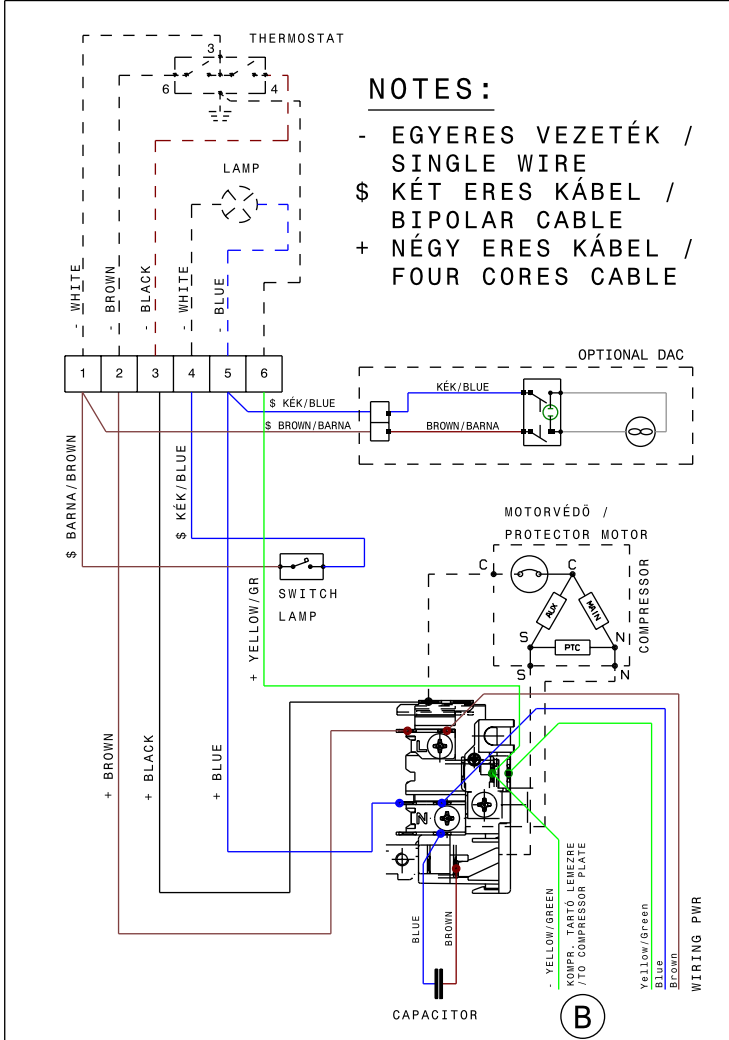 THERMOSTAT
3
6
4
NOTES:
- EGYERES VEZETÉK /
SINGLE WIRE
$ KÉT ERES KÁBEL /
BIPOLAR CABLE
+ NÉGY ERES KÁBEL /
FOUR CORES CABLE
LAMP
- WHITE
- BROWN
- BLACK
- WHITE
- BLUE
1 2 3 4 5 6
OPTIONAL DAC
$ KÉK/BLUE
KÉK/BLUE
$ BROWN/BARNA
BROWN/BARNA
$ BARNA/BROWN
$ KÉK/BLUE
SWITCH
LAMP
+ YELLOW/GR
MOTORVÉDÖ /
PROTECTOR MOTOR
COMPRESSOR
C
C
AUX
MAIN
S
PTC
N
S
N
+ BROWN
+ BLACK
+ BLUE
L
N
BLUE
BROWN
CAPACITOR
- YELLOW/GREEN
KOMPR. TARTÓ LEMEZRE
/TO COMPRESSOR PLATE
B
Yellow/Green
Blue
Brown
WIRING PWR